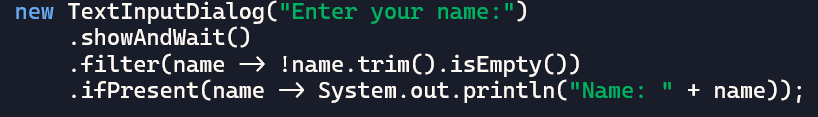 new TextInputDialog("Enter your name:")
.showAndWait()
.filter(name -> !name.trim().isEmpty())
.ifPresent(name -> System.out.println("Name: " + name));